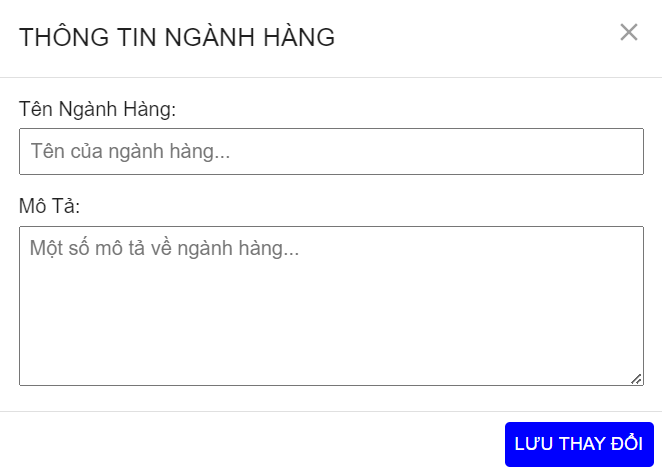 THÔNG TIN NGÀNH HÀNG
Tên Ngành Hàng:
Tên của ngành hàng...
Mô Tả:
Một số mô tả về ngành hàng...
LƯU THAY ĐỔI